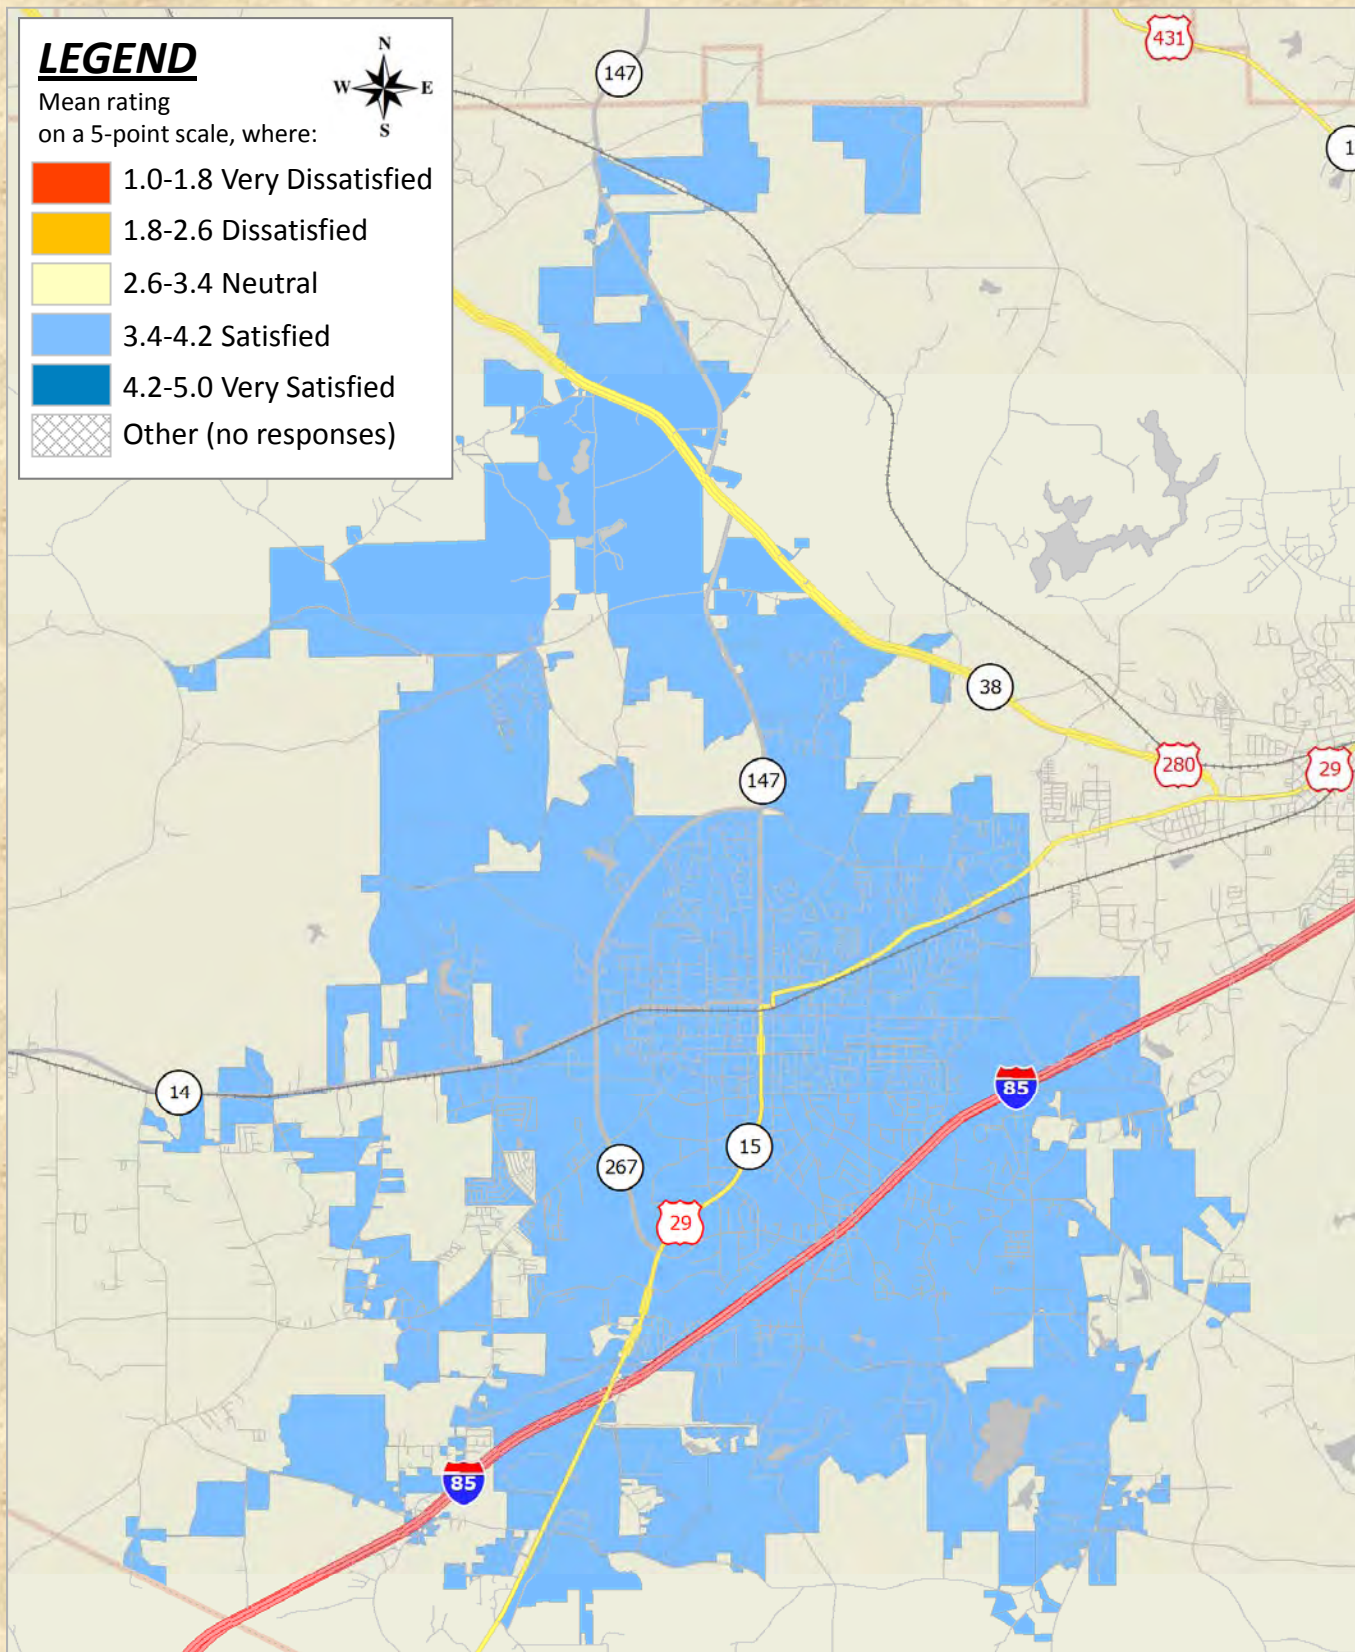 LEGEND
Mean rating
on a 5-point scale, where:
N
W
E
S
1.0-1.8 Very Dissatisfied
1.8-2.6 Dissatisfied
2.6-3.4 Neutral
3.4-4.2 Satisfied
4.2-5.0 Very Satisfied
Other (no responses)
147
431
1
38
280
29
147
14
85
15
267
29
85